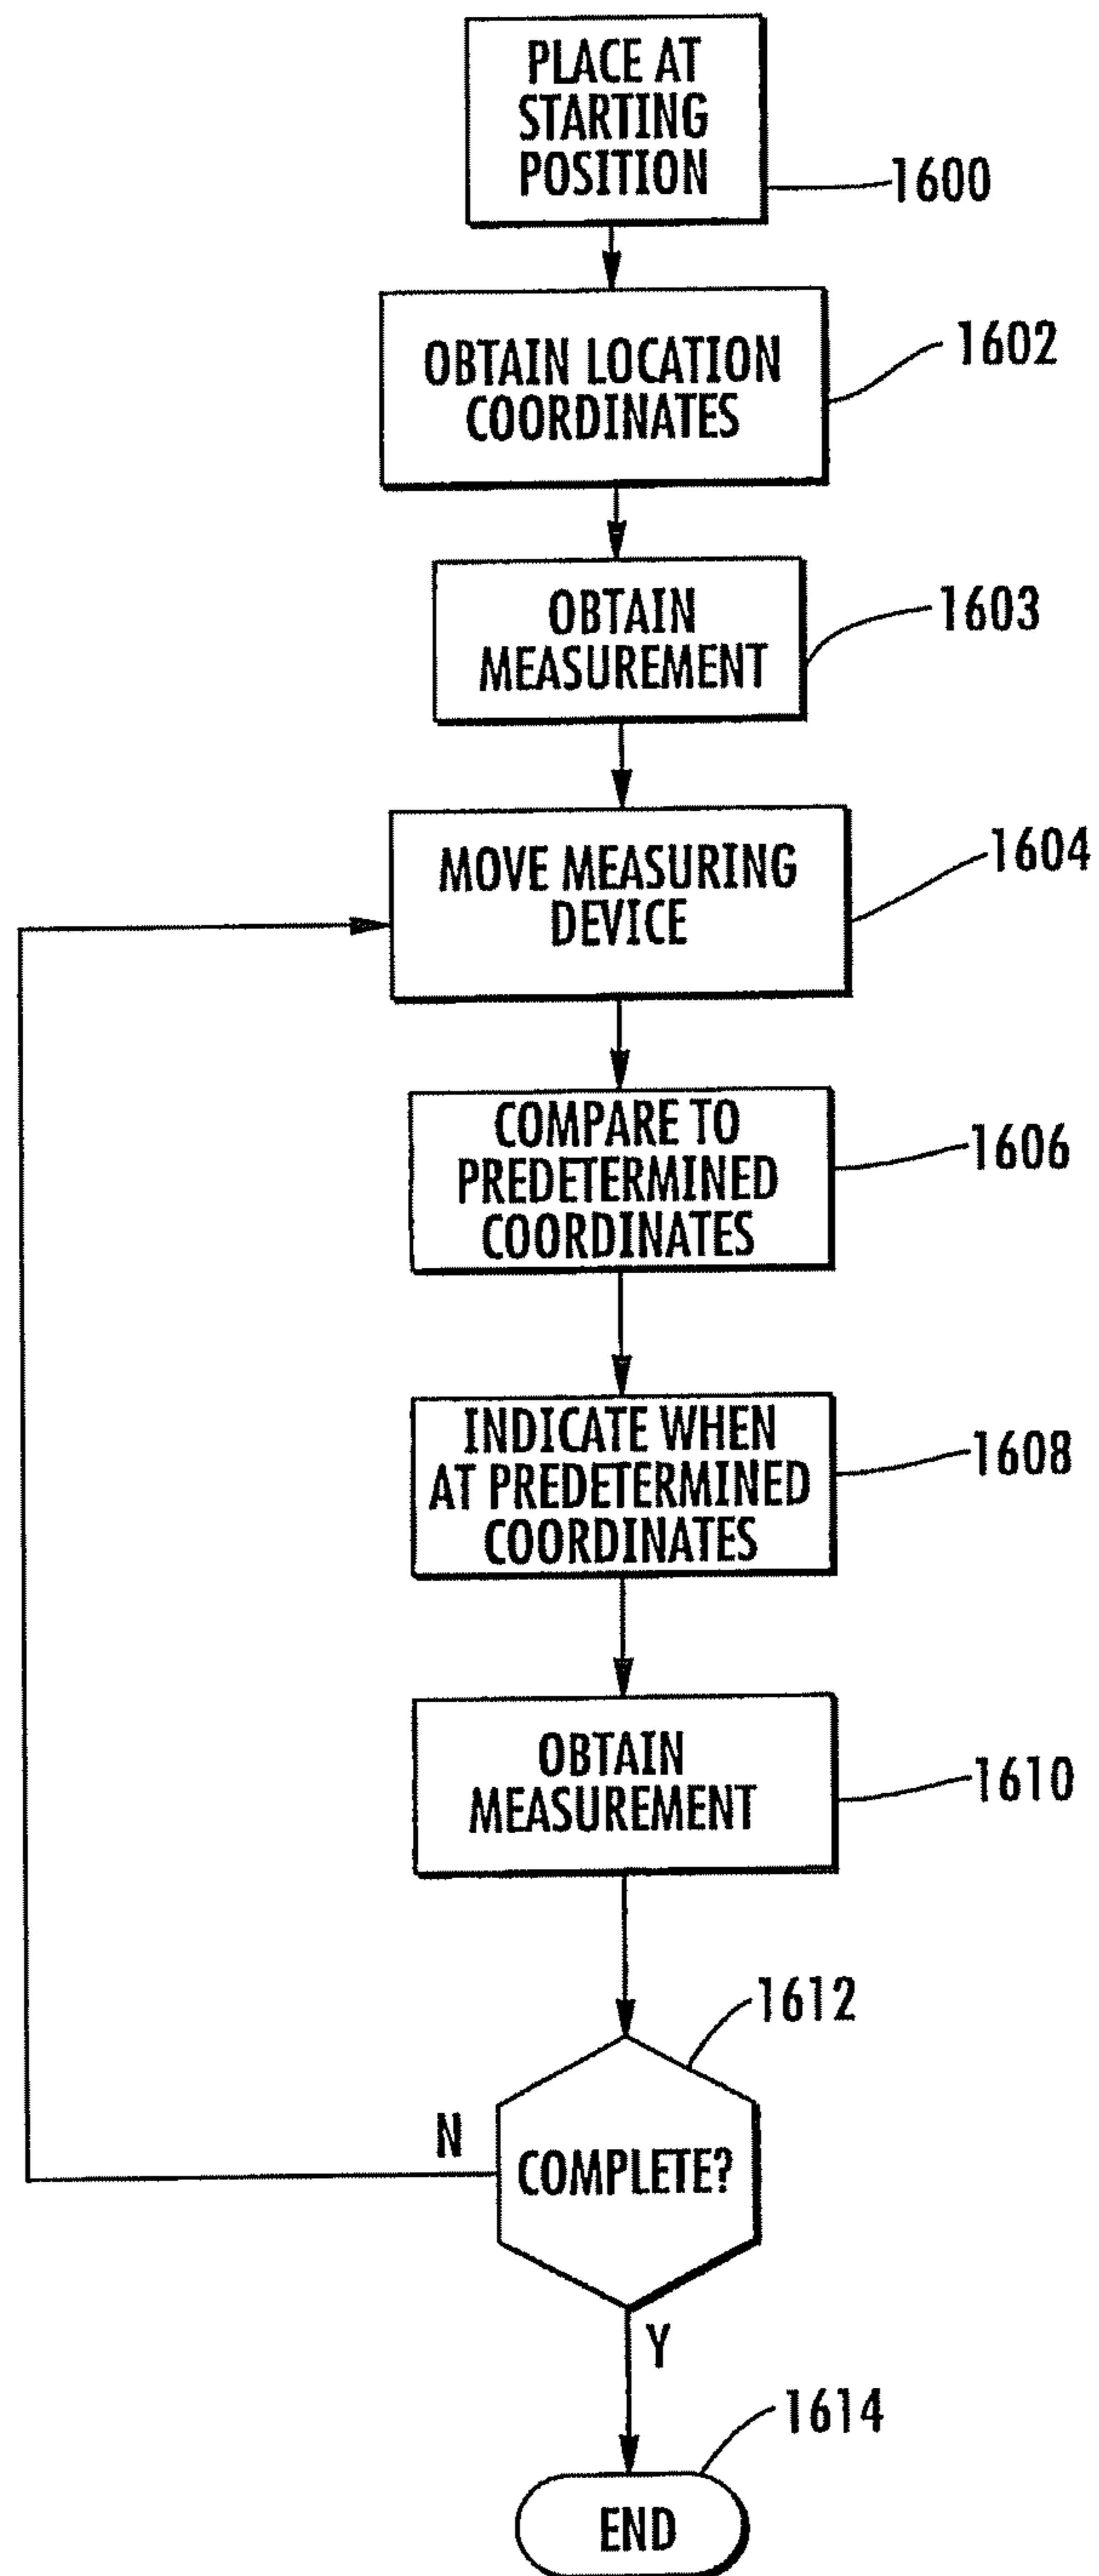 PLACE AT
STARTING
POSITION
1600
OBTAIN LOCATION
COORDINATES
1602
OBTAIN
MEASUREMENT
1603
MOVE MEASURING
DEVICE
1604
COMPARE TO
PREDETERMINED
COORDINATES
1606
INDICATE WHEN
AT PREDETERMINED
COORDINATES
1608
OBTAIN
MEASUREMENT
1610
1612
N
COMPLETE?
Y
1614
END